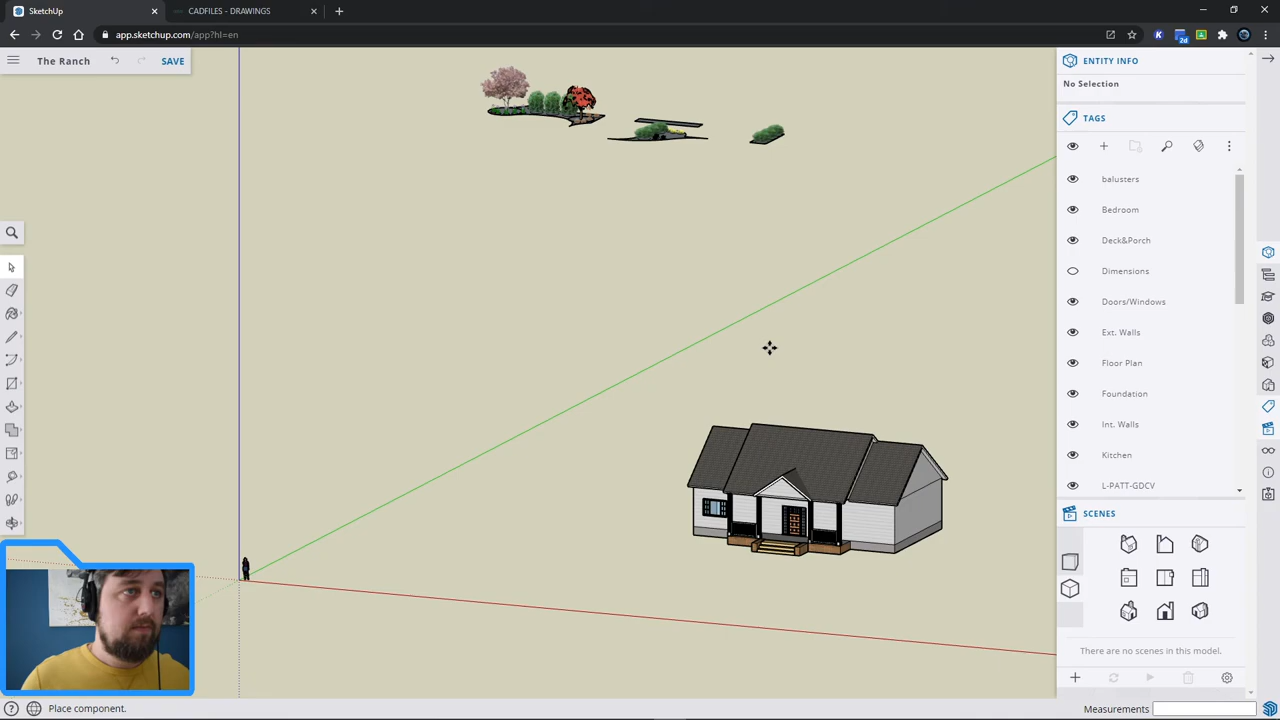 SketchUp
CADFILES - DRAWINGS
app.sketchup.com/app?hl=en
2d
The Ranch
SAVE
ENTITY INFO
No Selection
TAGS
balusters
Bedroom
Deck&Porch
Dimensions
Doors/Windows
Ext. Walls
Floor Plan
Foundation
Int. Walls
Kitchen
L-PATT-GDCV
SCENES
There are no scenes in this model.
Place component.
Measurements